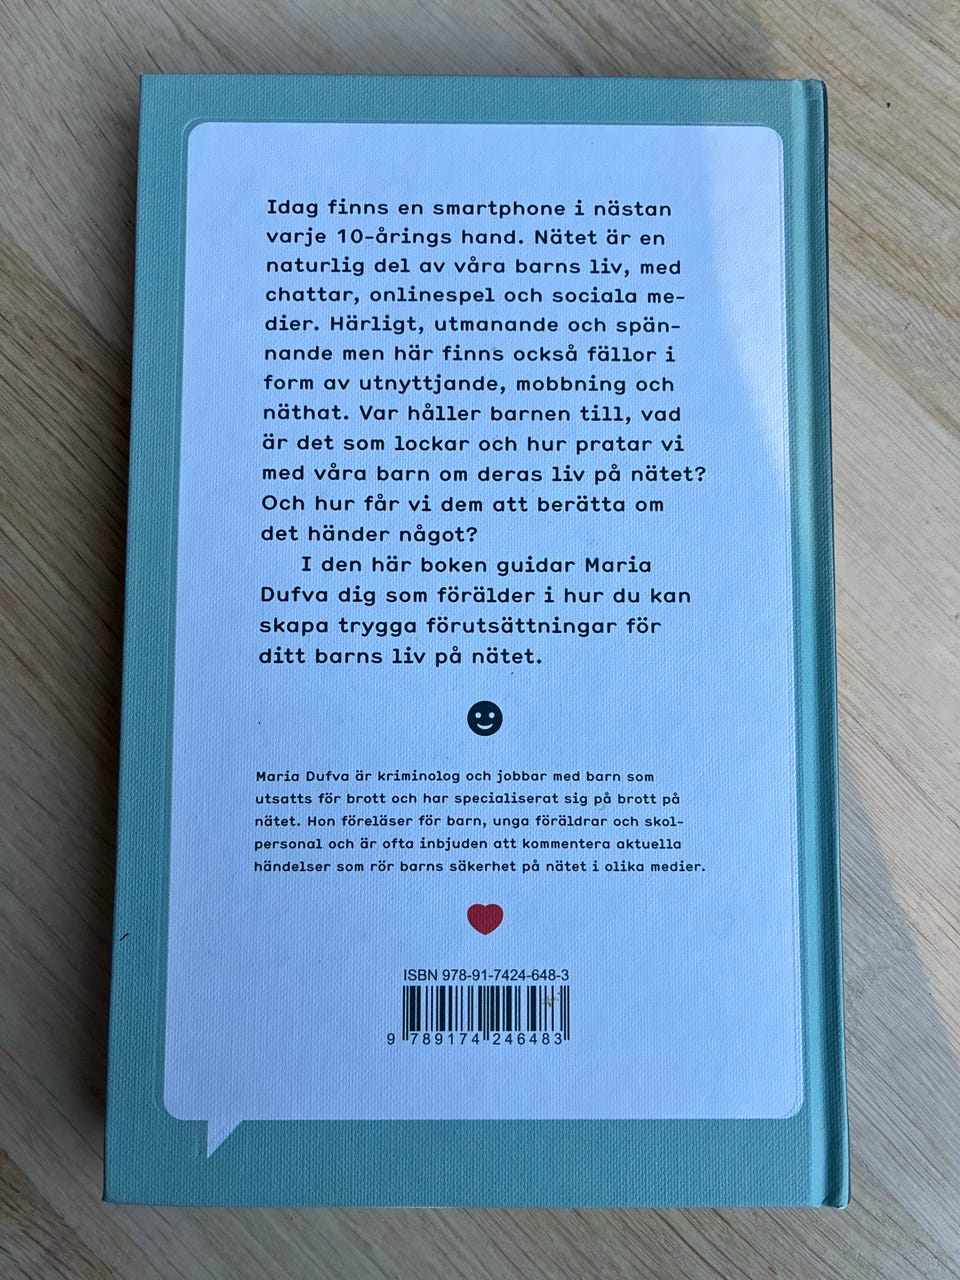 Idag finns en smartphone i nästan
varje 10-årings hand. Nätet är en
naturlig del av våra barns liv, med
chattar, onlinespel och sociala me-
dier. Härligt, utmanande och spän-
nande men här finns också fällor i
form av utnyttjande, mobbning och
näthat. Var håller barnen till, vad
är det som lockar och hur pratar vi
med våra barn om deras liv på nätet?
Och hur får vi dem att berätta om
det händer något?
I den här boken guidar Maria
Dufva dig som förälder i hur du kan
skapa trygga förutsättningar för
ditt barns liv på nätet.
Maria Dufva är kriminolog och jobbar med barn som
utsatts för brott och har specialiserat sig på brott på
nätet. Hon föreläser för barn, unga föräldrar och skol-
personal och är ofta inbjuden att kommentera aktuella
händelser som rör barns säkerhet på nätet i olika medier.
ISBN 978-91-7424-648-3
9 789174 246483